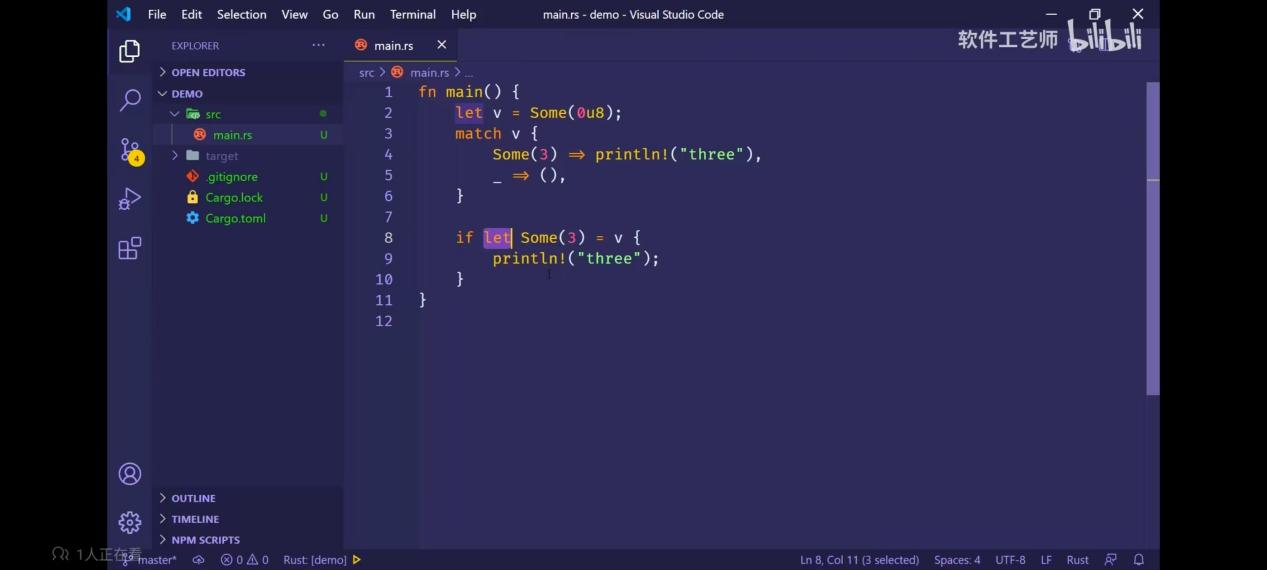 File Edit Selection View Go Run Terminal Help main.rs - demo - Visual Studio Code
软件工艺师 bilibili
EXPLORER ...
main.rs
OPEN EDITORS
src > main.rs > ...
DEMO
src
main.rs U
target
.gitignore U
Cargo.lock U
Cargo.toml U
4
1 fn main() {
2 let v = Some(0u8);
3 match v {
4 Some(3) => println!("three"),
5 _ => (),
6 }
7
8 if let Some(3) = v {
9 println!("three");
10 }
11 }
12
OUTLINE
TIMELINE
NPM SCRIPTS
1人正在看
master* 0 0 Rust: [demo] Ln 8, Col 11 (3 selected) Spaces: 4 UTF-8 LF Rust